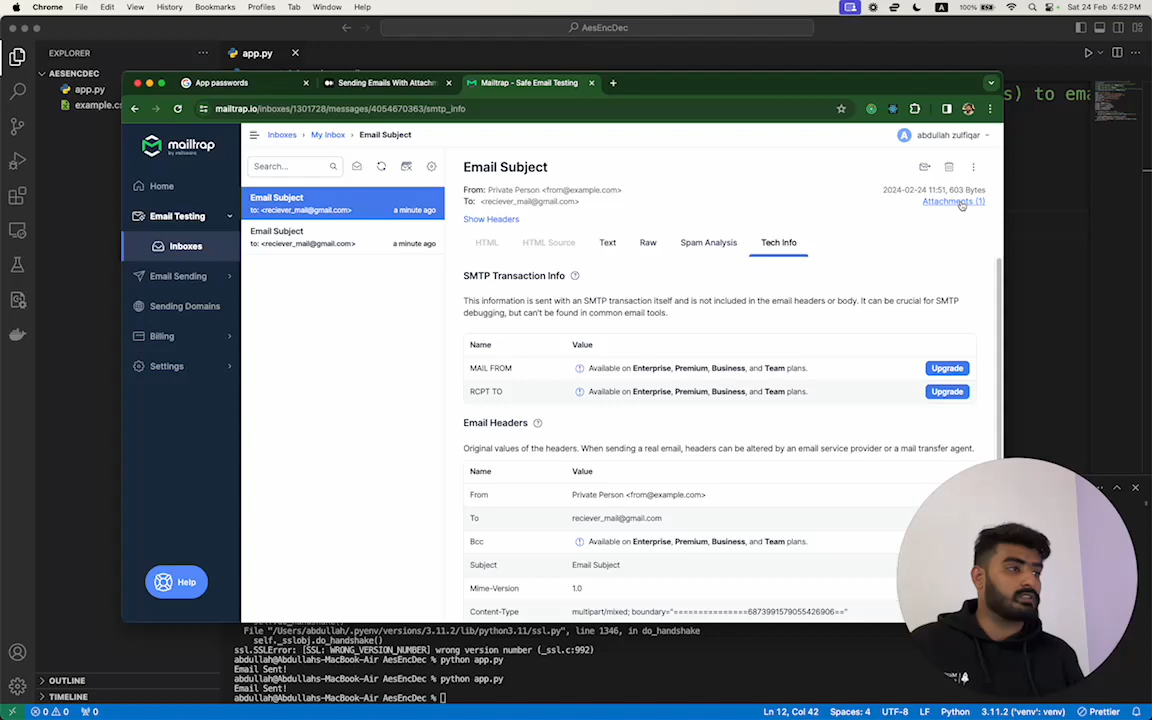 Chrome File Edit View History Bookmarks Profiles Tab Window Help
A 100% Sat 24 Feb 4:52 PM
AesEncDec
EXPLORER
app.py
AESENCDEC
app.py
example.cs
s) to ema
App passwords
Sending Emails With Attachm
Mailtrap - Safe Email Testing
mailtrap.io/inboxes/1301728/messages/4054670363/smtp_info
mailtrap
Home
Email Testing
Inboxes
Email Sending
Sending Domains
Billing
Settings
Help
Inboxes › My Inbox › Email Subject
A abdullah zulfiqar
Search...
Email Subject
to: <reciever_mail@gmail.com> a minute ago
Email Subject
to: <reciever_mail@gmail.com> a minute ago
Email Subject
From: Private Person <from@example.com>
2024-02-24 11:51, 603 Bytes
To: <reciever_mail@gmail.com>
Attachments (1)
Show Headers
HTML HTML Source Text Raw Spam Analysis Tech Info
SMTP Transaction Info
This information is sent with an SMTP transaction itself and is not included in the email headers or body. It can be crucial for SMTP
debugging, but can't be found in common email tools.
Name Value
MAIL FROM Available on Enterprise, Premium, Business, and Team plans. Upgrade
RCPT TO Available on Enterprise, Premium, Business, and Team plans. Upgrade
Email Headers
Original values of the headers. When sending a real email, headers can be altered by an email service provider or a mail transfer agent.
Name Value
From Private Person <from@example.com>
To reciever_mail@gmail.com
Bcc Available on Enterprise, Premium, Business, and Team plans.
Subject Email Subject
Mime-Version 1.0
Content-Type multipart/mixed; boundary="===============6873991579055426906=="
File "/Users/abdullah/.pyenv/versions/3.11.2/lib/python3.11/ssl.py", line 1346, in do_handshake
self._sslobj.do_handshake()
ssl.SSLError: [SSL: WRONG_VERSION_NUMBER] wrong version number (_ssl.c:992)
abdullah@Abdullahs-MacBook-Air AesEncDec % python app.py
Email Sent!
abdullah@Abdullahs-MacBook-Air AesEncDec % python app.py
Email Sent!
abdullah@Abdullahs-MacBook-Air AesEncDec %
OUTLINE
TIMELINE
0 0 0
Ln 12, Col 42 Spaces: 4 UTF-8 LF Python 3.11.2 ('venv': venv) Prettier